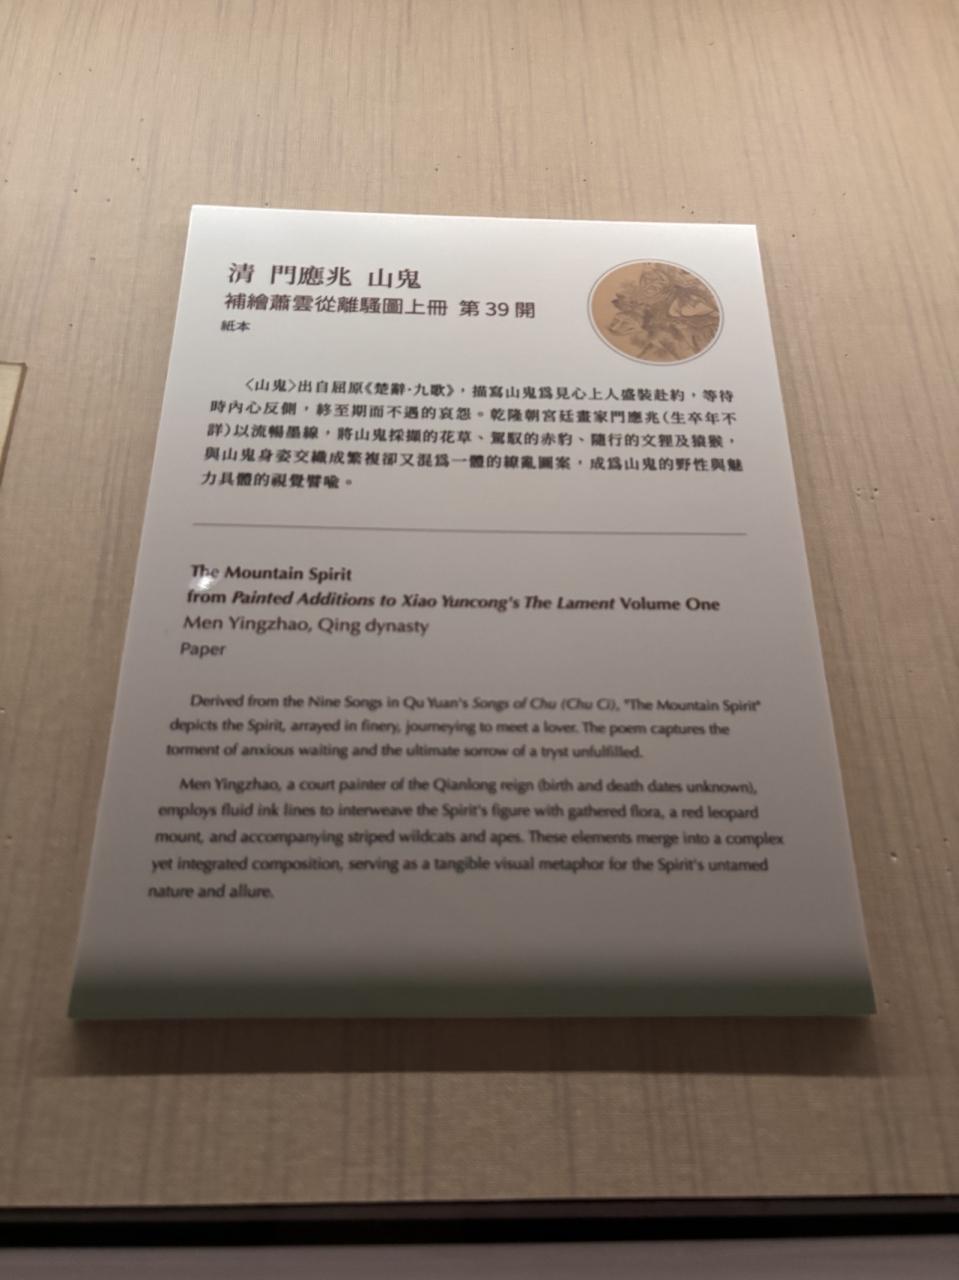 清 門應兆 山鬼
補繪蕭雲從離騷圖上冊 第39開
紙本
〈山鬼〉出自屈原《楚辭·九歌》，描寫山鬼為見心上人盛裝赴約，等待
時內心反側，終至期而不遇的哀怨。乾隆朝宮廷畫家門應兆（生卒年不
詳）以流暢墨線，將山鬼採擷的花草、駕馭的赤豹、隨行的文貍及猿猴，
與山鬼身姿交織成繁複卻又混為一體的繚亂圖案，成為山鬼的野性與魅
力具體的視覺譬喻。
The Mountain Spirit
from Painted Additions to Xiao Yuncong's The Lament Volume One
Men Yingzhao, Qing dynasty
Paper
Derived from the Nine Songs in Qu Yuan's Songs of Chu (Chu Ci), "The Mountain Spirit"
depicts the Spirit, arrayed in finery, journeying to meet a lover. The poem captures the
torment of anxious waiting and the ultimate sorrow of a tryst unfulfilled.
Men Yingzhao, a court painter of the Qianlong reign (birth and death dates unknown),
employs fluid ink lines to interweave the Spirit's figure with gathered flora, a red leopard
mount, and accompanying striped wildcats and apes. These elements merge into a complex
yet integrated composition, serving as a tangible visual metaphor for the Spirit's untamed
nature and allure.